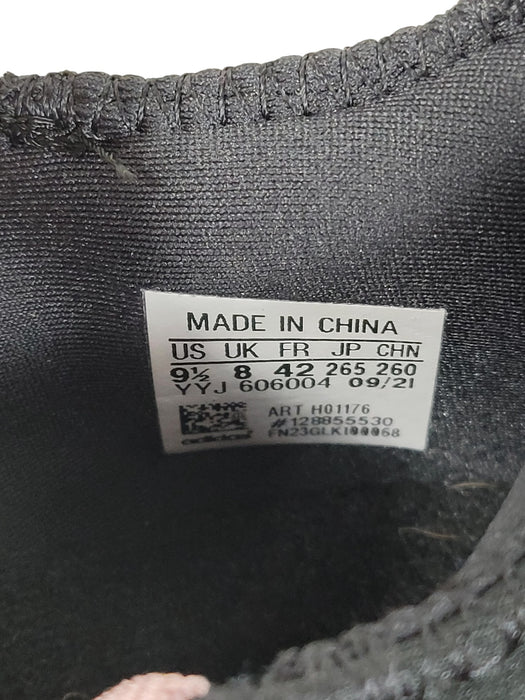 MADE IN CHINA
US UK FR JP CHN
9½ 8 42 265 260
YYJ 606004 09/21
ART H01176
#128855530
adidas